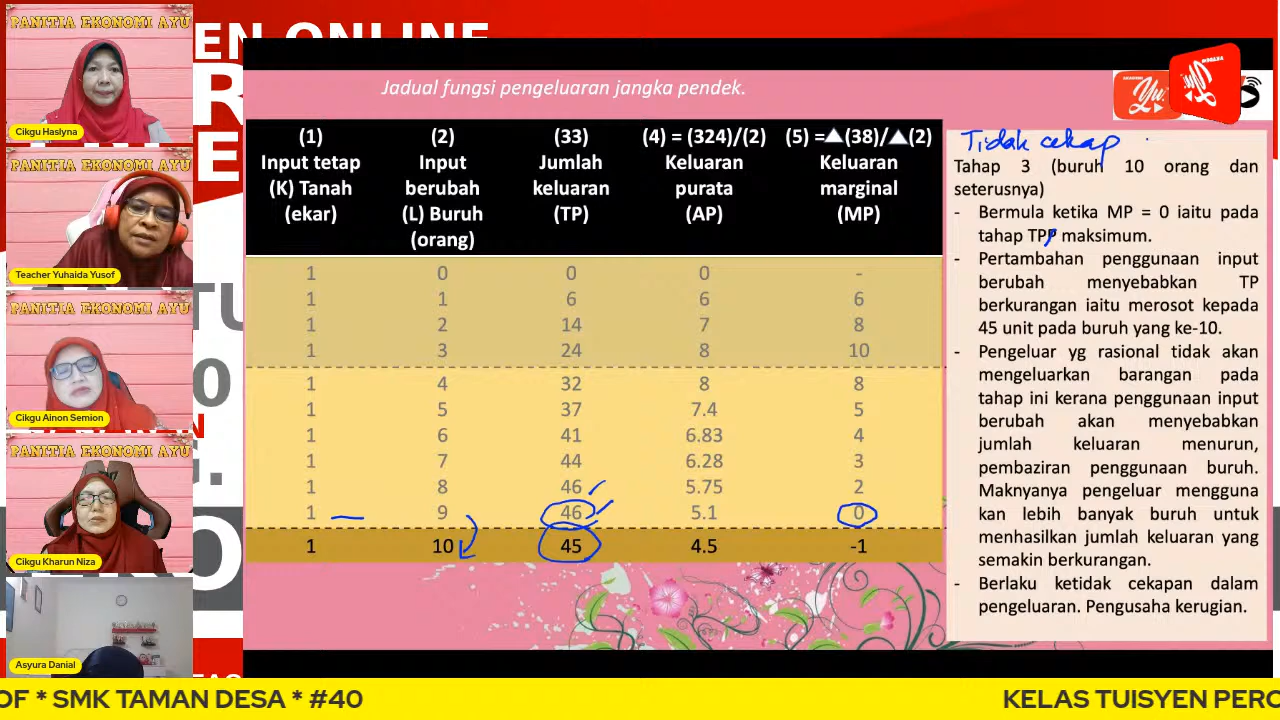 PANITIA EKONOMI AYU
Cikgu Haslyna
PANITIA EKONOMI AYU
Teacher Yuhaida Yusof
PANITIA EKONOMI AYU
Cikgu Ainon Semion
PANITIA EKONOMI AYU
Cikgu Kharun Niza
Asyura Danial
EN ONLINE
Jadual fungsi pengeluaran jangka pendek.
(1) (2) (33) (4) = (324)/(2) (5) =▲(38)/▲(2)
Input tetap Input Jumlah Keluaran Keluaran
(K) Tanah berubah keluaran purata marginal
(ekar) (L) Buruh (TP) (AP) (MP)
(orang)
1 0 0 0 -
1 1 6 6 6
1 2 14 7 8
1 3 24 8 10
1 4 32 8 8
1 5 37 7.4 5
1 6 41 6.83 4
1 7 44 6.28 3
1 8 46 5.75 2
1 9 46 5.1 0
1 10 45 4.5 -1
Tidak cekap
Tahap 3 (buruh 10 orang dan
seterusnya)
- Bermula ketika MP = 0 iaitu pada
tahap TPP maksimum.
- Pertambahan penggunaan input
berubah menyebabkan TP
berkurangan iaitu merosot kepada
45 unit pada buruh yang ke-10.
- Pengeluar yg rasional tidak akan
mengeluarkan barangan pada
tahap ini kerana penggunaan input
berubah akan menyebabkan
jumlah keluaran menurun,
pembaziran penggunaan buruh.
Maknyanya pengeluar mengguna
kan lebih banyak buruh untuk
menhasilkan jumlah keluaran yang
semakin berkurangan.
- Berlaku ketidak cekapan dalam
pengeluaran. Pengusaha kerugian.
OF * SMK TAMAN DESA * #40
KELAS TUISYEN PERC